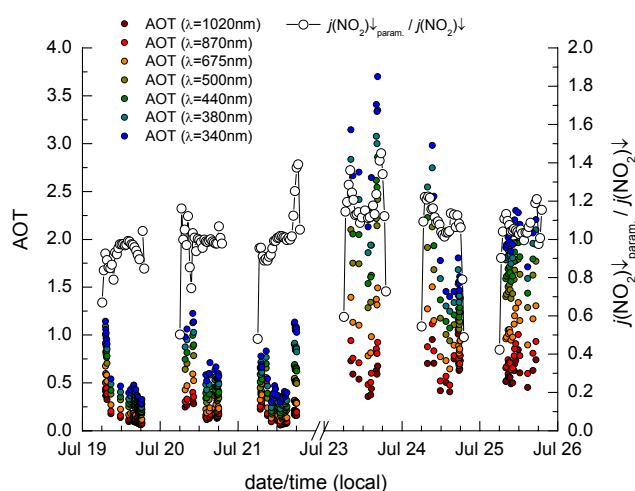 AOT (λ=1020nm)
AOT (λ=870nm)
AOT (λ=675nm)
AOT (λ=500nm)
AOT (λ=440nm)
AOT (λ=380nm)
AOT (λ=340nm)
j(NO2)↓param. / j(NO2)↓
4.0
3.5
3.0
2.5
2.0
1.5
1.0
0.5
0.0
AOT
2.0
1.8
1.6
1.4
1.2
1.0
0.8
0.6
0.4
0.2
0.0
j(NO2)↓param. / j(NO2)↓
Jul 19 Jul 20 Jul 21 Jul 23 Jul 24 Jul 25 Jul 26
date/time (local)